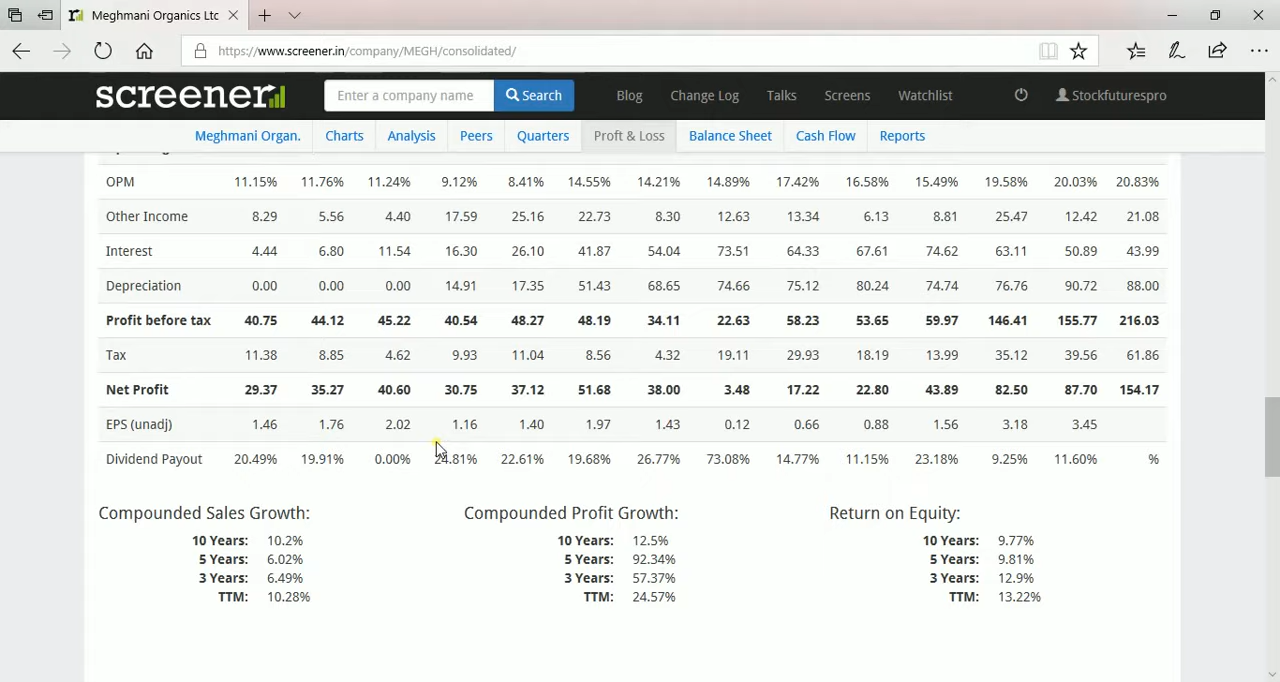 Meghmani Organics Ltc
https://www.screener.in/company/MEGH/consolidated/
screener Enter a company name Search Blog Change Log Talks Screens Watchlist Stockfuturespro
Meghmani Organ. Charts Analysis Peers Quarters Proft & Loss Balance Sheet Cash Flow Reports
OPM 11.15% 11.76% 11.24% 9.12% 8.41% 14.55% 14.21% 14.89% 17.42% 16.58% 15.49% 19.58% 20.03% 20.83%
Other Income 8.29 5.56 4.40 17.59 25.16 22.73 8.30 12.63 13.34 6.13 8.81 25.47 12.42 21.08
Interest 4.44 6.80 11.54 16.30 26.10 41.87 54.04 73.51 64.33 67.61 74.62 63.11 50.89 43.99
Depreciation 0.00 0.00 0.00 14.91 17.35 51.43 68.65 74.66 75.12 80.24 74.74 76.76 90.72 88.00
Profit before tax 40.75 44.12 45.22 40.54 48.27 48.19 34.11 22.63 58.23 53.65 59.97 146.41 155.77 216.03
Tax 11.38 8.85 4.62 9.93 11.04 8.56 4.32 19.11 29.93 18.19 13.99 35.12 39.56 61.86
Net Profit 29.37 35.27 40.60 30.75 37.12 51.68 38.00 3.48 17.22 22.80 43.89 82.50 87.70 154.17
EPS (unadj) 1.46 1.76 2.02 1.16 1.40 1.97 1.43 0.12 0.66 0.88 1.56 3.18 3.45
Dividend Payout 20.49% 19.91% 0.00% 24.81% 22.61% 19.68% 26.77% 73.08% 14.77% 11.15% 23.18% 9.25% 11.60% %
Compounded Sales Growth: Compounded Profit Growth: Return on Equity:
10 Years: 10.2% 10 Years: 12.5% 10 Years: 9.77%
5 Years: 6.02% 5 Years: 92.34% 5 Years: 9.81%
3 Years: 6.49% 3 Years: 57.37% 3 Years: 12.9%
TTM: 10.28% TTM: 24.57% TTM: 13.22%